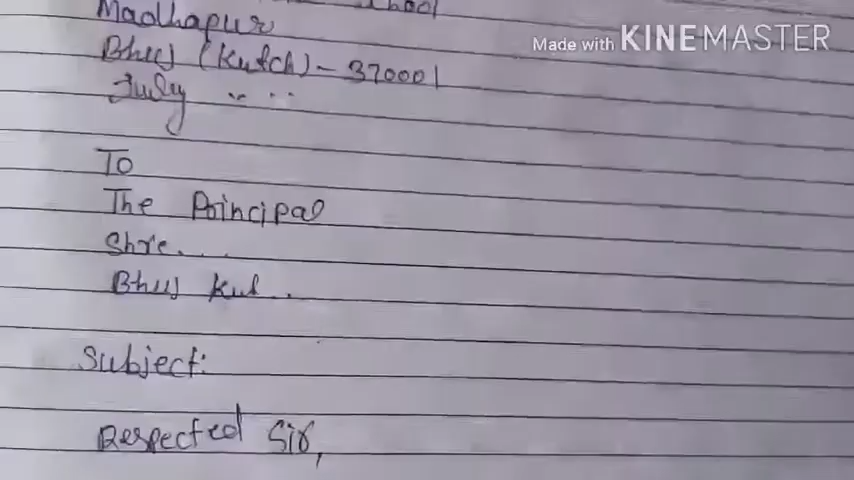 Madhapur
Made with KINEMASTER
Bhuj (Kutch) - 370001
July .. ..
To
The Principal
Shre....
Bhuj Kut..
Subject:
Respected Sir,